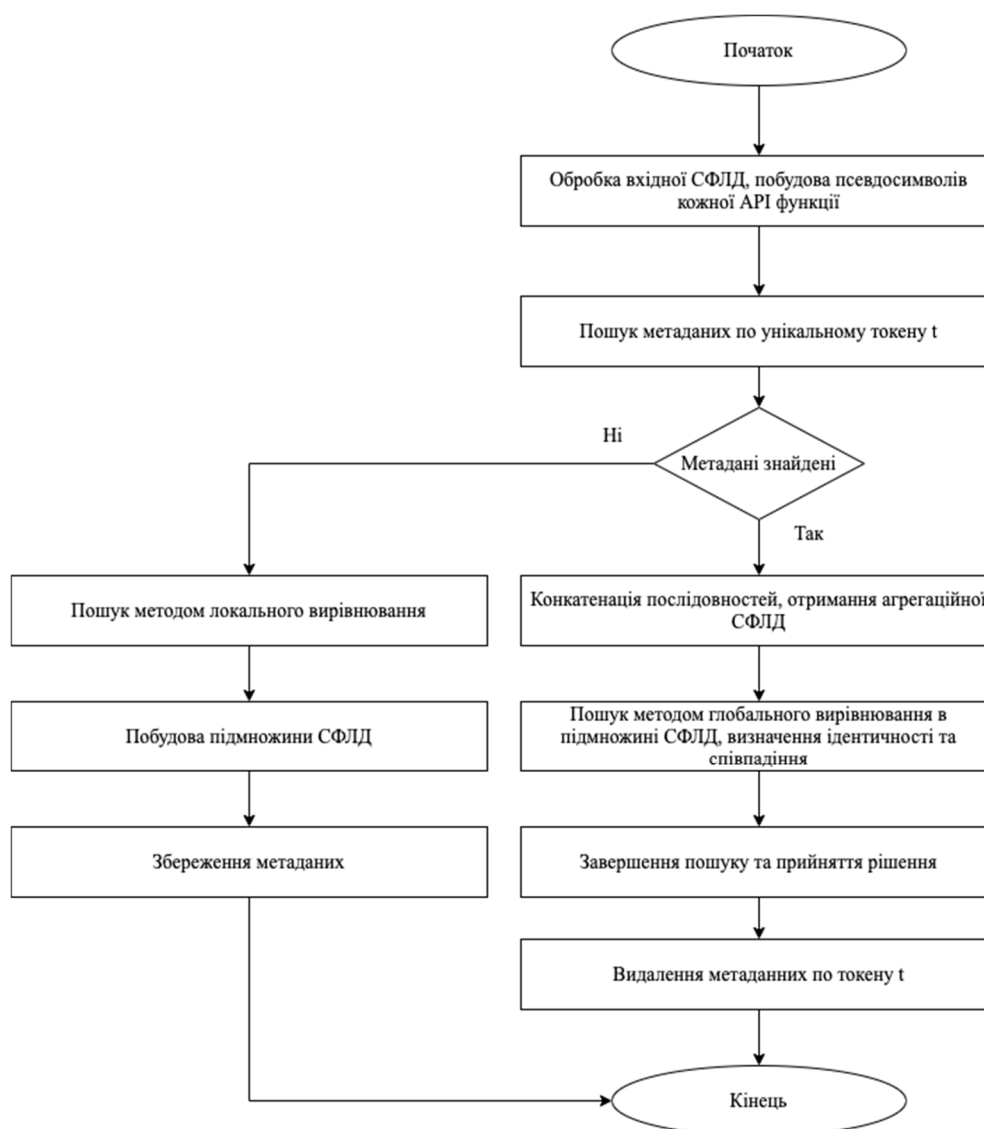 Початок
Обробка вхідної СФЛД, побудова псевдосимволів
кожної API функції
Пошук метаданих по унікальному токену t
Метадані знайдені
Ні
Так
Пошук методом локального вирівнювання
Побудова підмножини СФЛД
Збереження метаданих
Конкатенація послідовностей, отримання агрегаційної
СФЛД
Пошук методом глобального вирівнювання в
підмножині СФЛД, визначення ідентичності та
співпадіння
Завершення пошуку та прийняття рішення
Видалення метаданних по токену t
Кінець